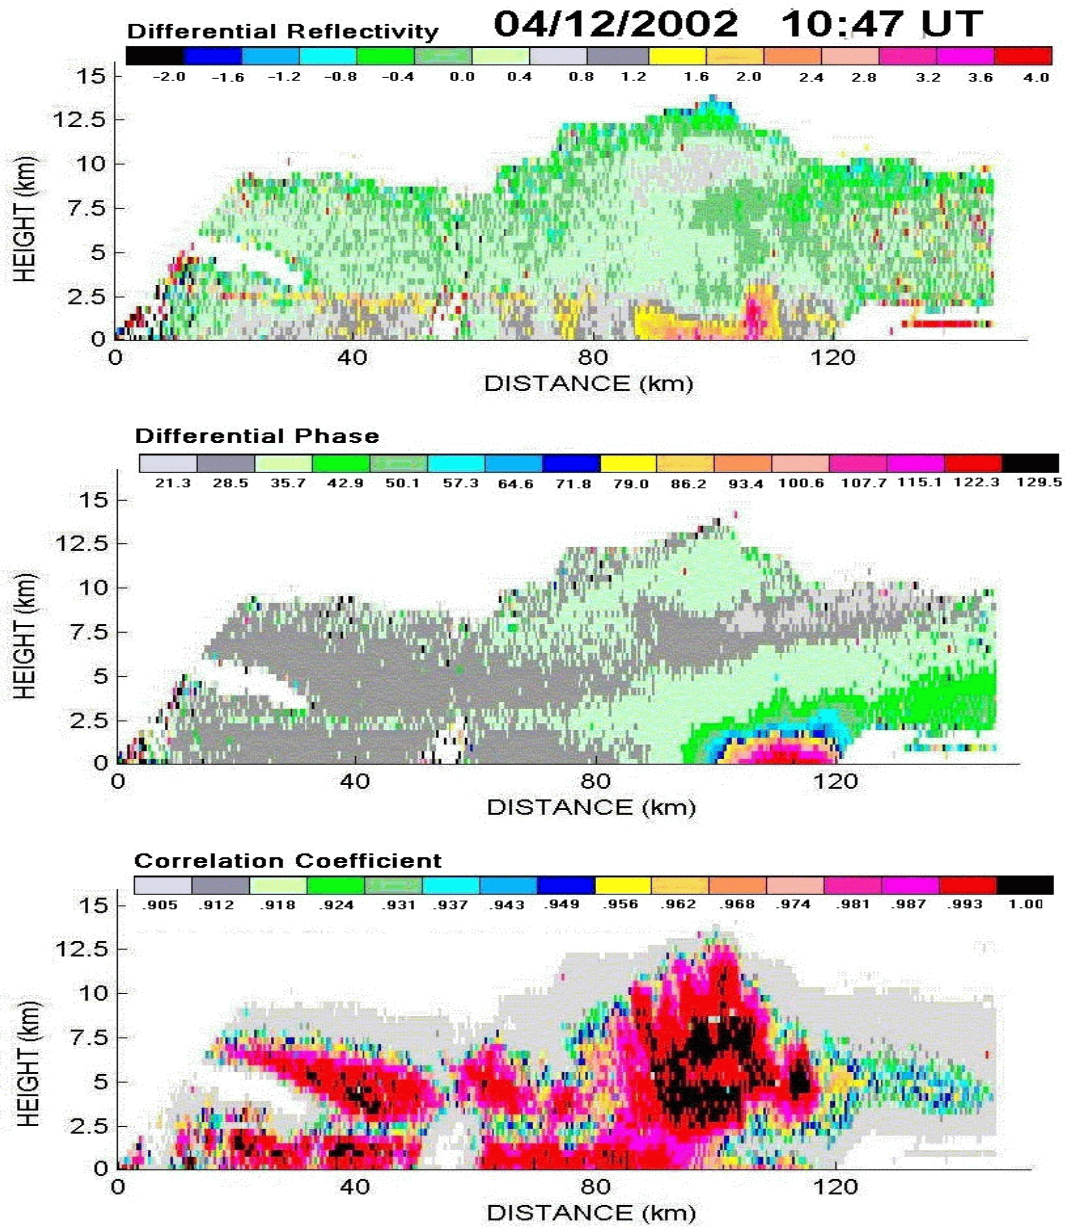 Differential Reflectivity 04/12/2002 10:47 UT
-2.0 -1.6 -1.2 -0.8 -0.4 0.0 0.4 0.8 1.2 1.6 2.0 2.4 2.8 3.2 3.6 4.0
15
12.5
10
7.5
5
2.5
0
HEIGHT (km)
0 40 80 120
DISTANCE (km)
Differential Phase
21.3 28.5 35.7 42.9 50.1 57.3 64.6 71.8 79.0 86.2 93.4 100.6 107.7 115.1 122.3 129.5
15
12.5
10
7.5
5
2.5
0
HEIGHT (km)
0 40 80 120
DISTANCE (km)
Correlation Coefficient
.905 .912 .918 .924 .931 .937 .943 .949 .956 .962 .968 .974 .981 .987 .993 1.00
15
12.5
10
7.5
5
2.5
0
HEIGHT (km)
0 40 80 120
DISTANCE (km)